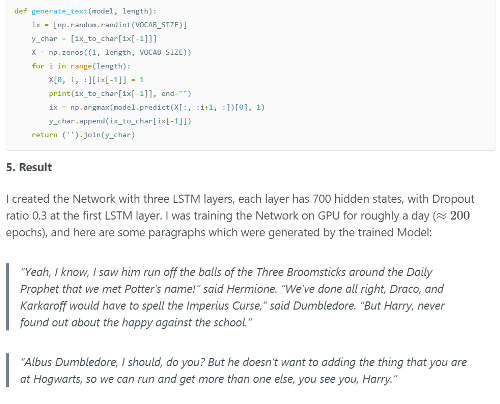 def generate_text(model, length):
    ix = [np.random.randint(VOCAB_SIZE)]
    y_char = [ix_to_char[ix[-1]]]
    X = np.zeros((1, length, VOCAB_SIZE))
    for i in range(length):
        X[0, i, :][ix[-1]] = 1
        print(ix_to_char[ix[-1]], end="")
        ix = np.argmax(model.predict(X[:, :i+1, :])[0], 1)
        y_char.append(ix_to_char[ix[-1]])
    return ('').join(y_char)
5. Result
I created the Network with three LSTM layers, each layer has 700 hidden states, with Dropout
ratio 0.3 at the first LSTM layer. I was training the Network on GPU for roughly a day (≈ 200
epochs), and here are some paragraphs which were generated by the trained Model:
"Yeah, I know, I saw him run off the balls of the Three Broomsticks around the Daily
Prophet that we met Potter's name!" said Hermione. "We've done all right, Draco, and
Karkaroff would have to spell the Imperius Curse," said Dumbledore. "But Harry, never
found out about the happy against the school."
"Albus Dumbledore, I should, do you? But he doesn't want to adding the thing that you are
at Hogwarts, so we can run and get more than one else, you see you, Harry."